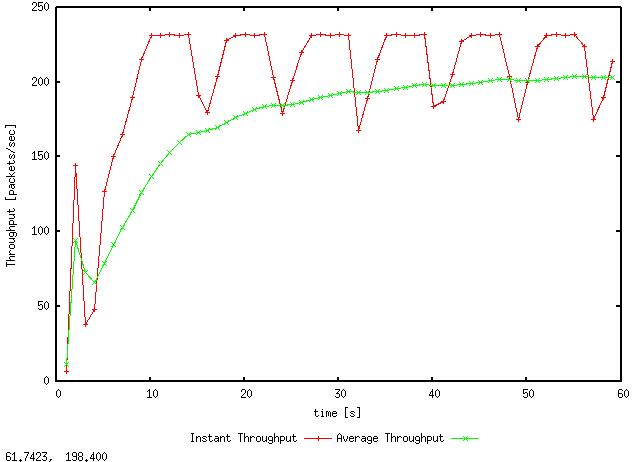 250
200
150
100
50
0
Throughput [packets/sec]
0 10 20 30 40 50 60
time [s]
Instant Throughput Average Throughput
61.7423, 198.400